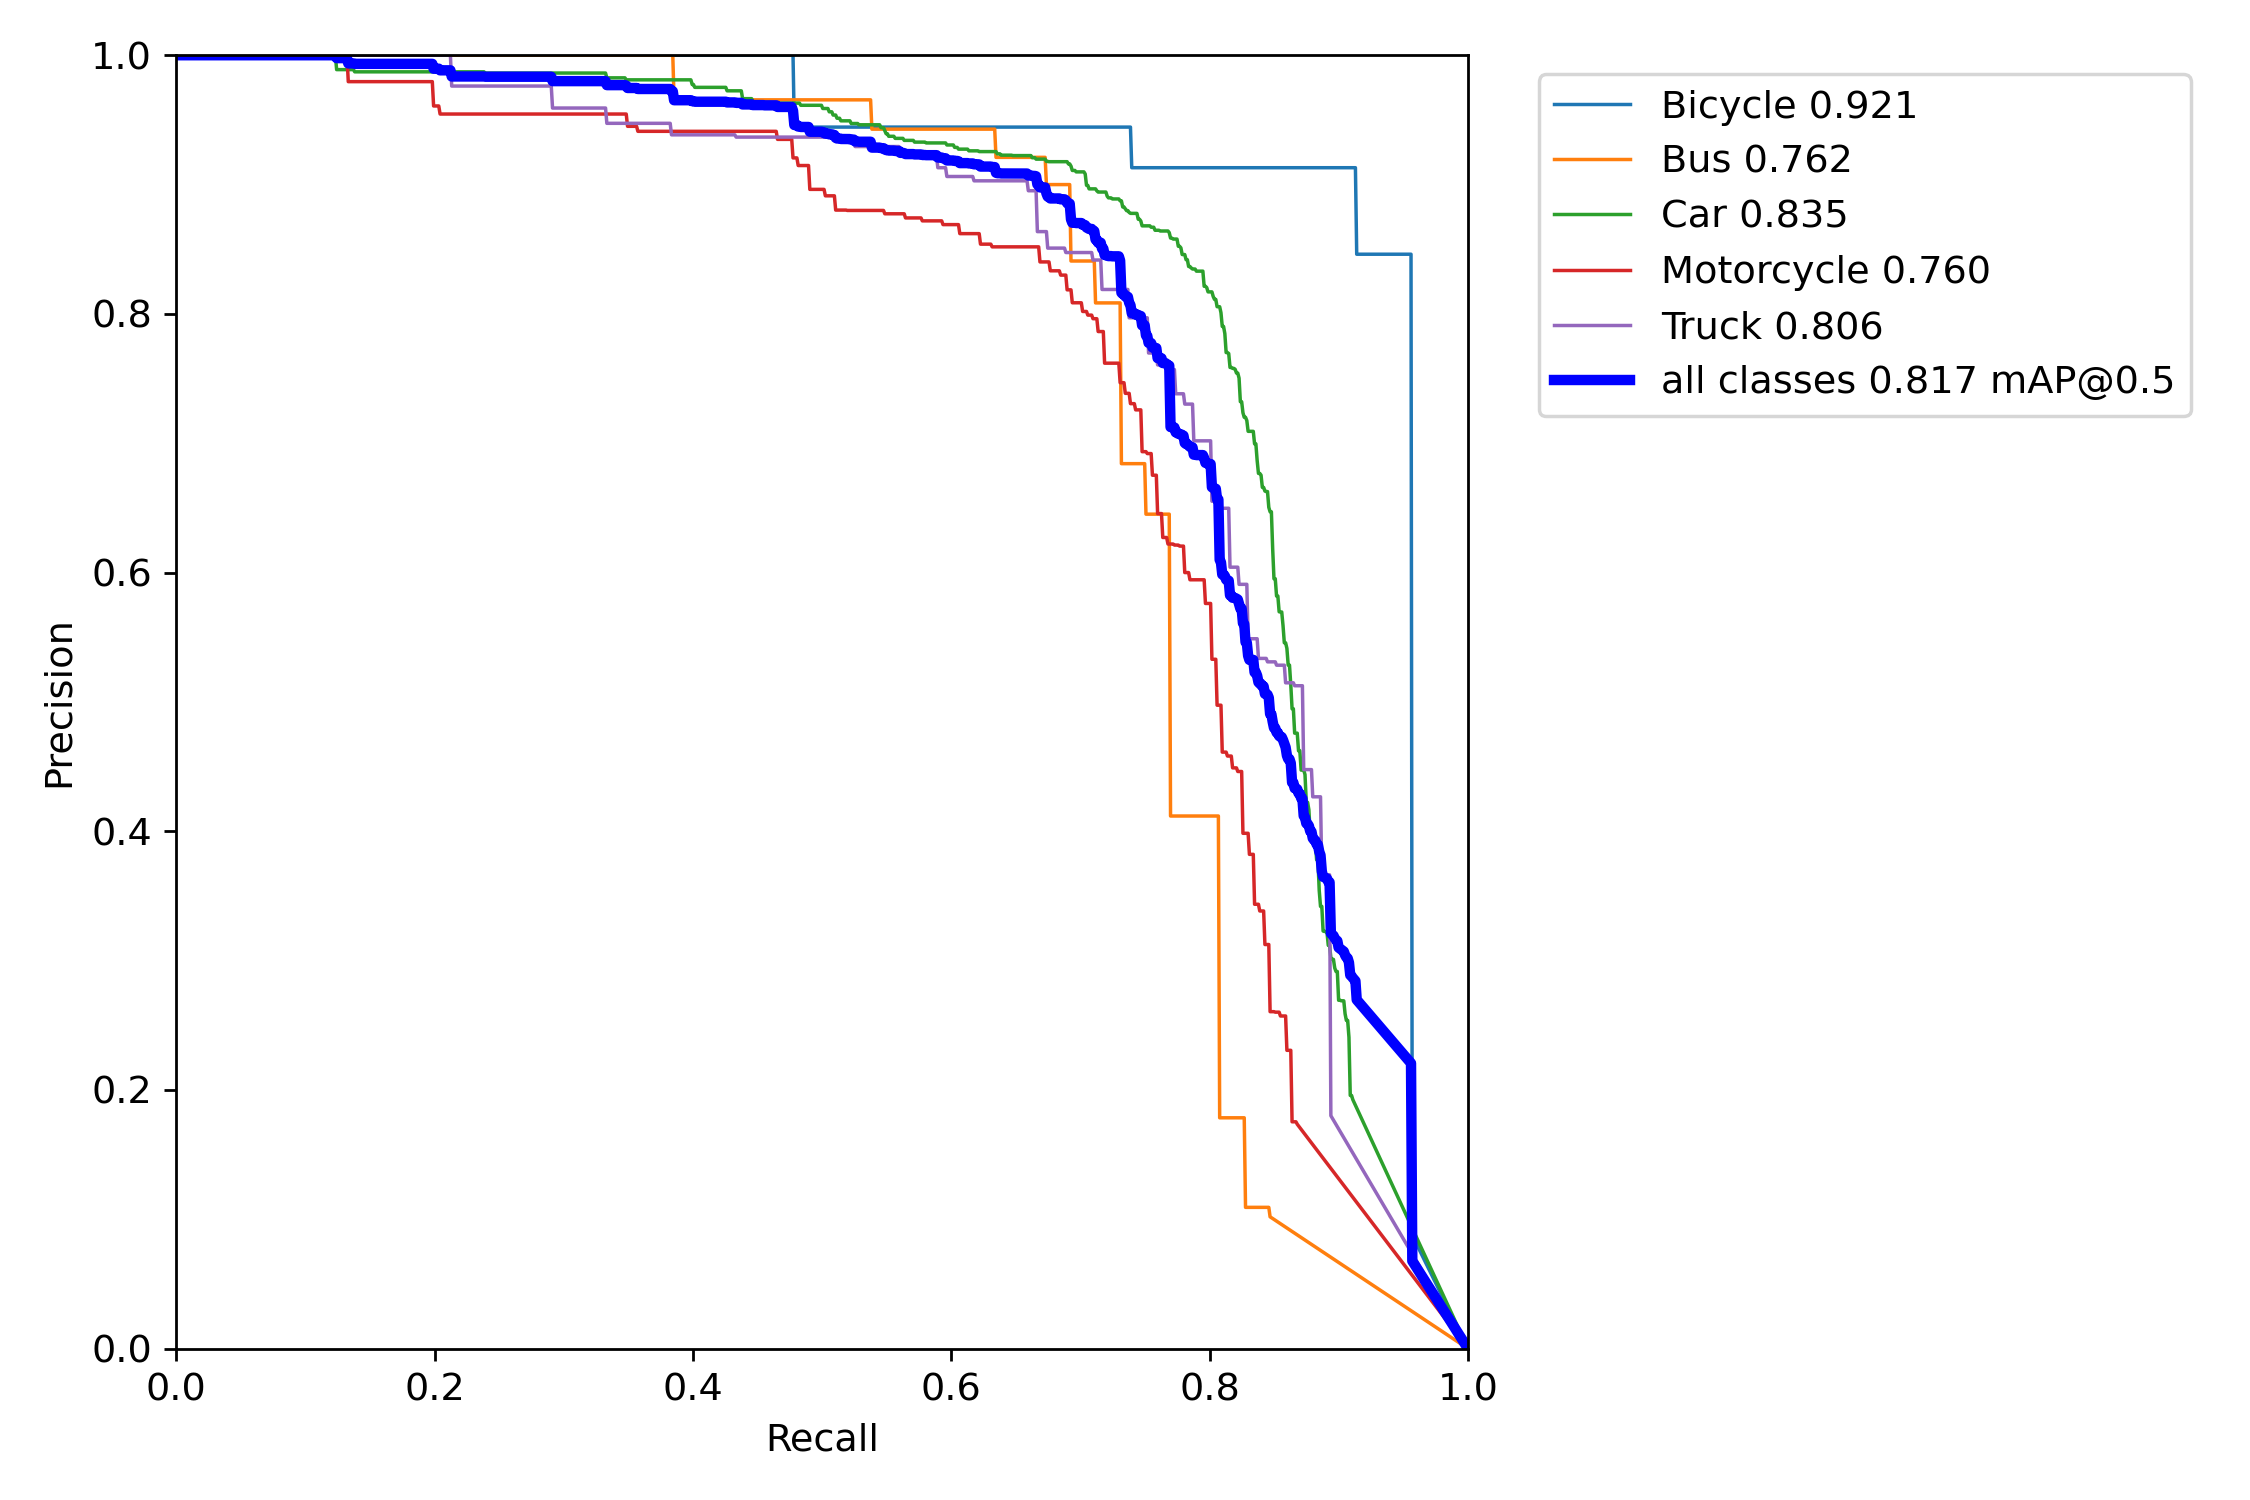 1.0
0.8
0.6
0.4
0.2
0.0
Precision
0.0 0.2 0.4 0.6 0.8 1.0
Recall
Bicycle 0.921
Bus 0.762
Car 0.835
Motorcycle 0.760
Truck 0.806
all classes 0.817 mAP@0.5